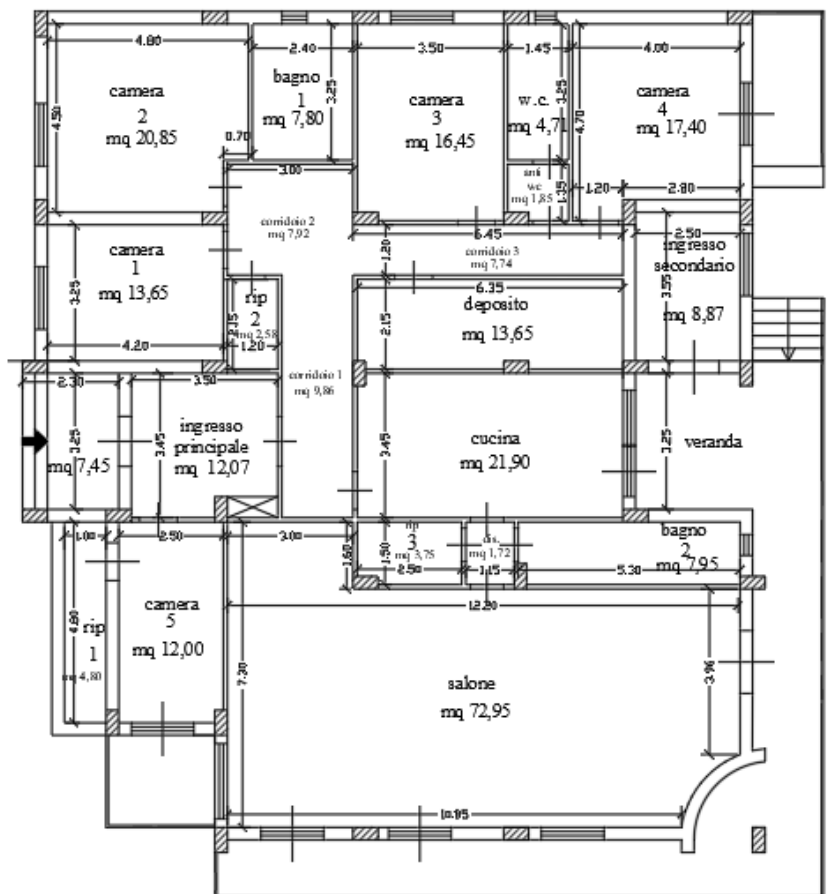 4.80
2.40
3.50
1.45
4.00
camera
2
mq 20,85
4.50
bagno
1
mq 7,80
3.25
camera
3
mq 16,45
w.c.
mq 4,71
3.25
4.70
camera
4
mq 17,40
0.70
3.00
anti
wc
mq 1,85
1.35
1.20
2.80
corridoio 2
mq 7,92
6.45
corridoio 3
mq 7,74
1.20
2.50
ingresso
secondario
mq 8,87
3.55
camera
1
mq 13,65
3.25
4.20
rip
2
mq 2,58
2.15
1.20
6.35
deposito
mq 13,65
2.15
corridoio 1
mq 9,86
2.30
3.50
3.25
mq 7,45
ingresso
principale
mq 12,07
3.45
cucina
mq 21,90
3.45
veranda
3.25
1.00
2.50
3.00
1.60
rip
3
mq 3,75
1.50
2.50
dis.
mq 1,72
1.15
bagno
2
mq 7,95
5.30
camera
5
mq 12,00
4.80
rip
1
mq 4,80
12.20
7.30
3.96
salone
mq 72,95
10.95